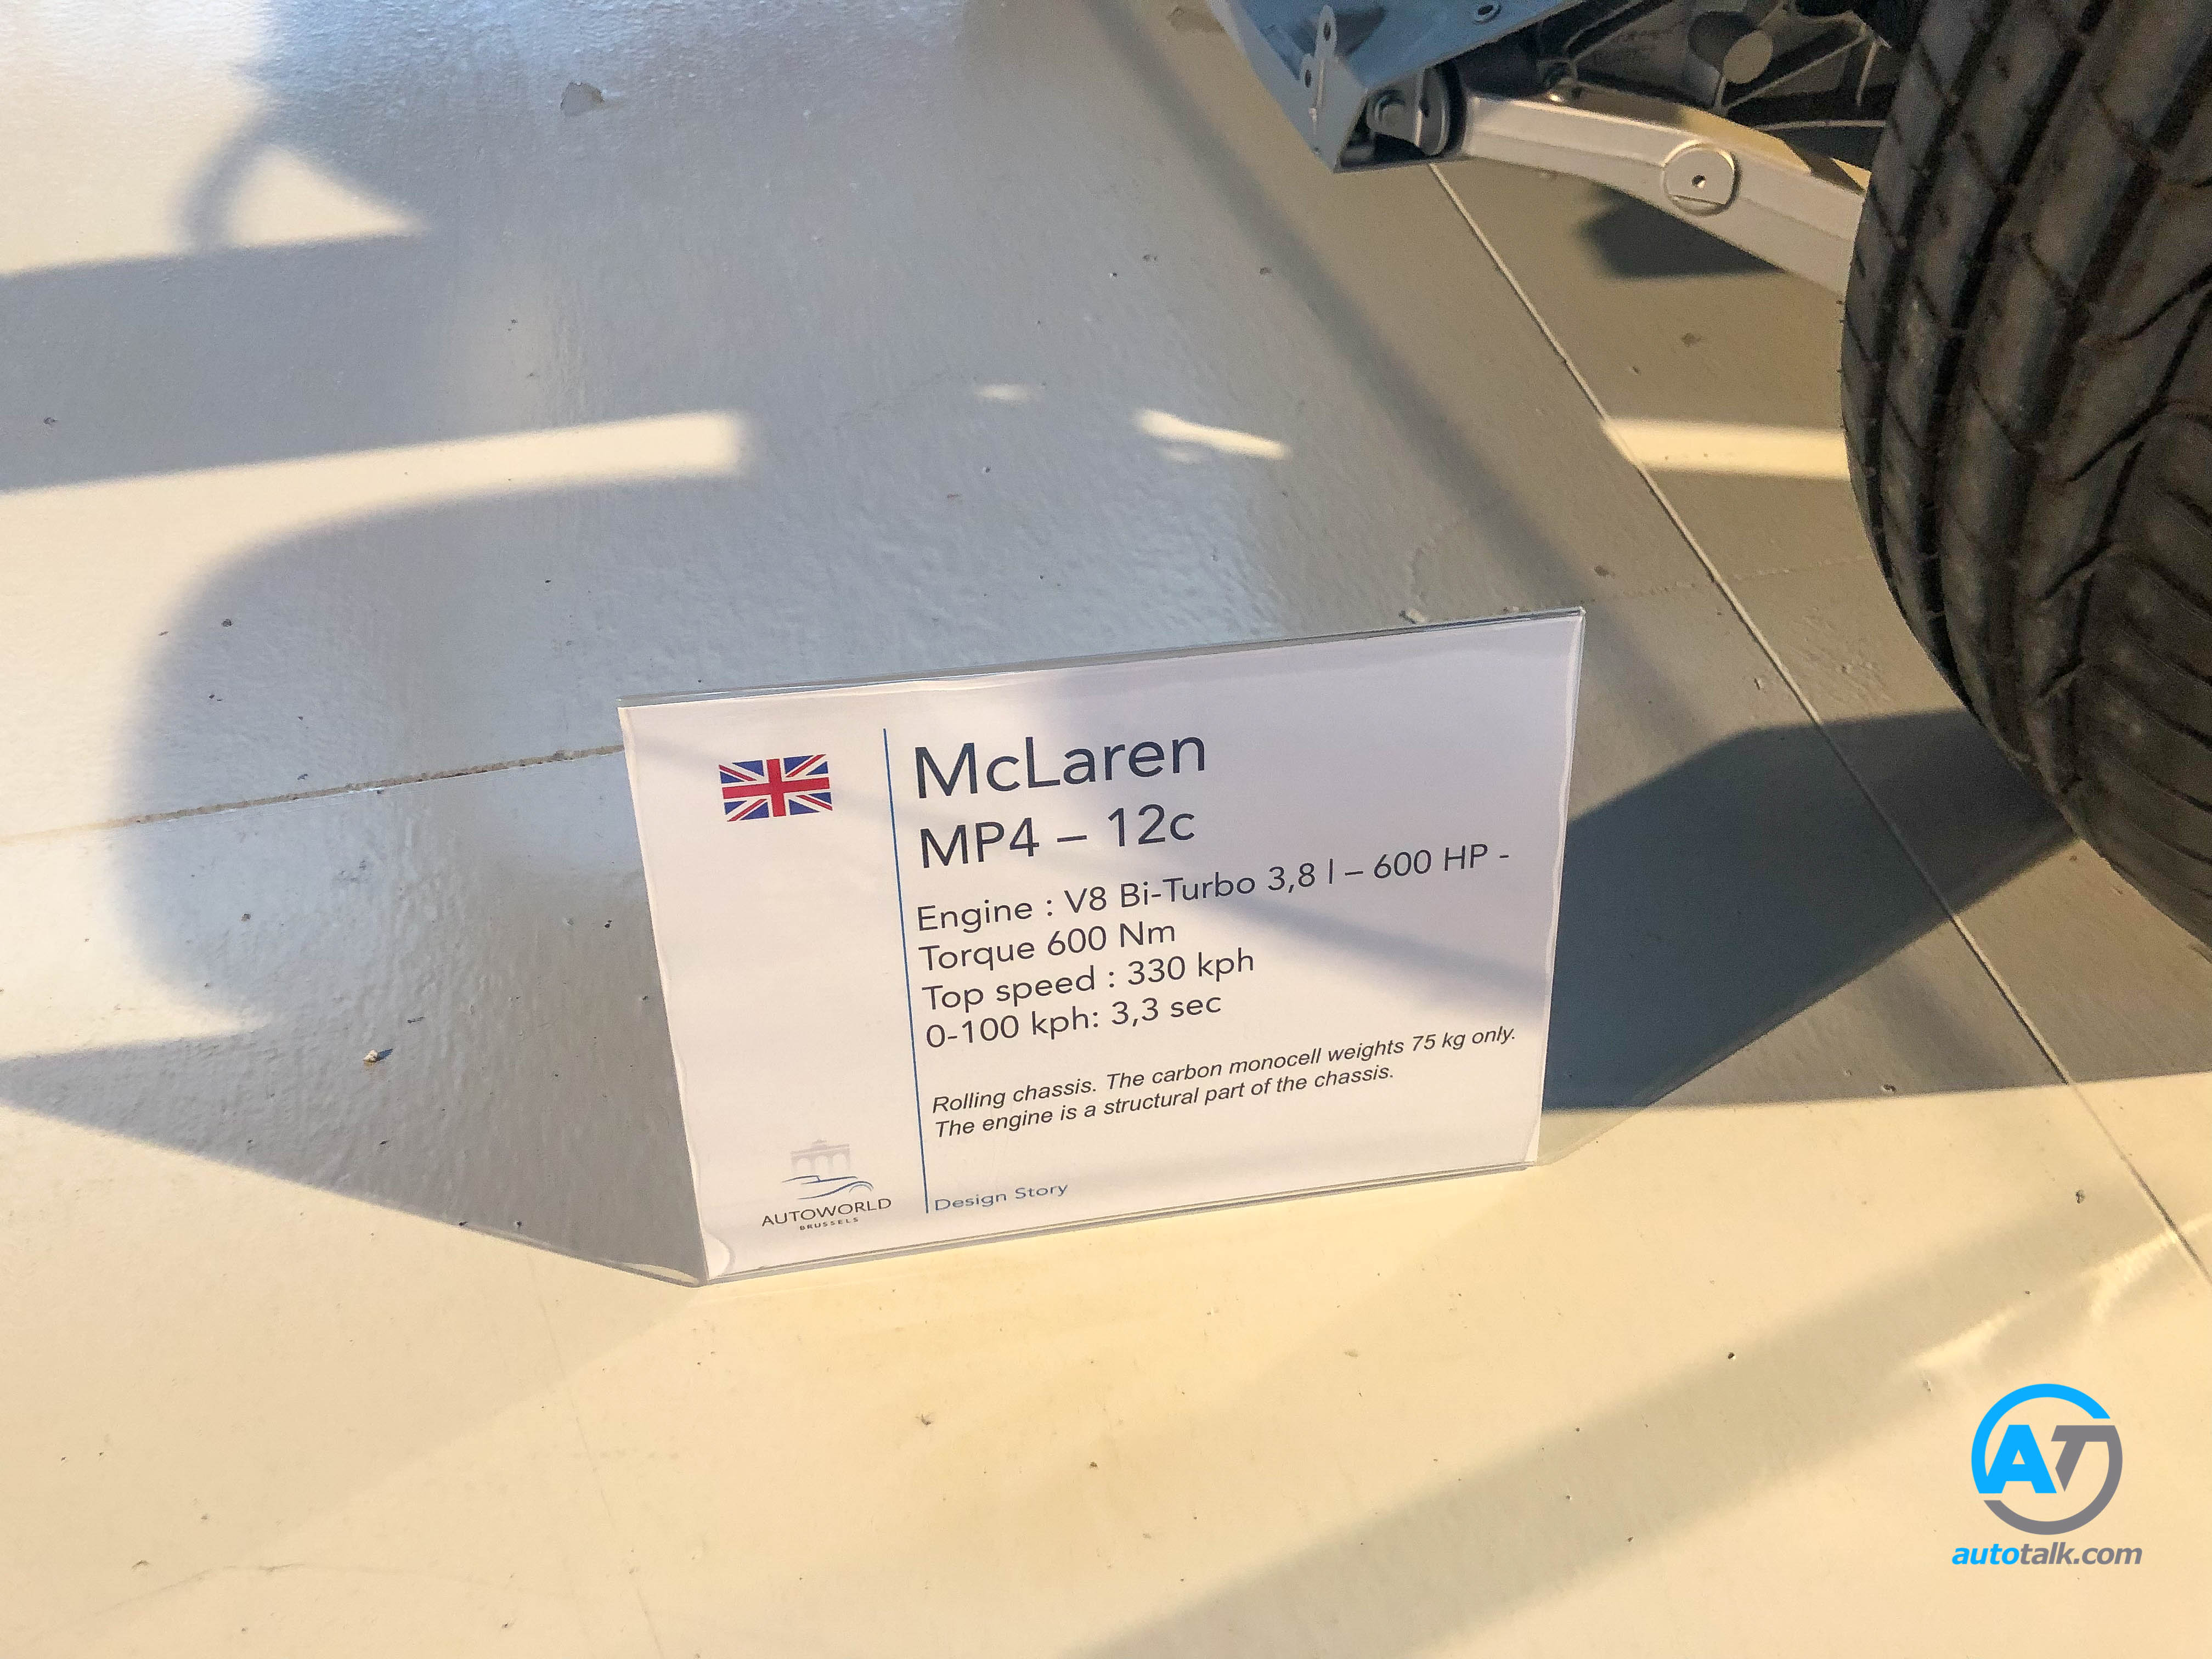 McLaren
MP4 – 12c
Engine : V8 Bi-Turbo 3,8 l – 600 HP -
Torque 600 Nm
Top speed : 330 kph
0-100 kph: 3,3 sec
Rolling chassis. The carbon monocell weights 75 kg only.
The engine is a structural part of the chassis.
Design Story
AUTOWORLD
BRUSSELS
AT
autotalk.com